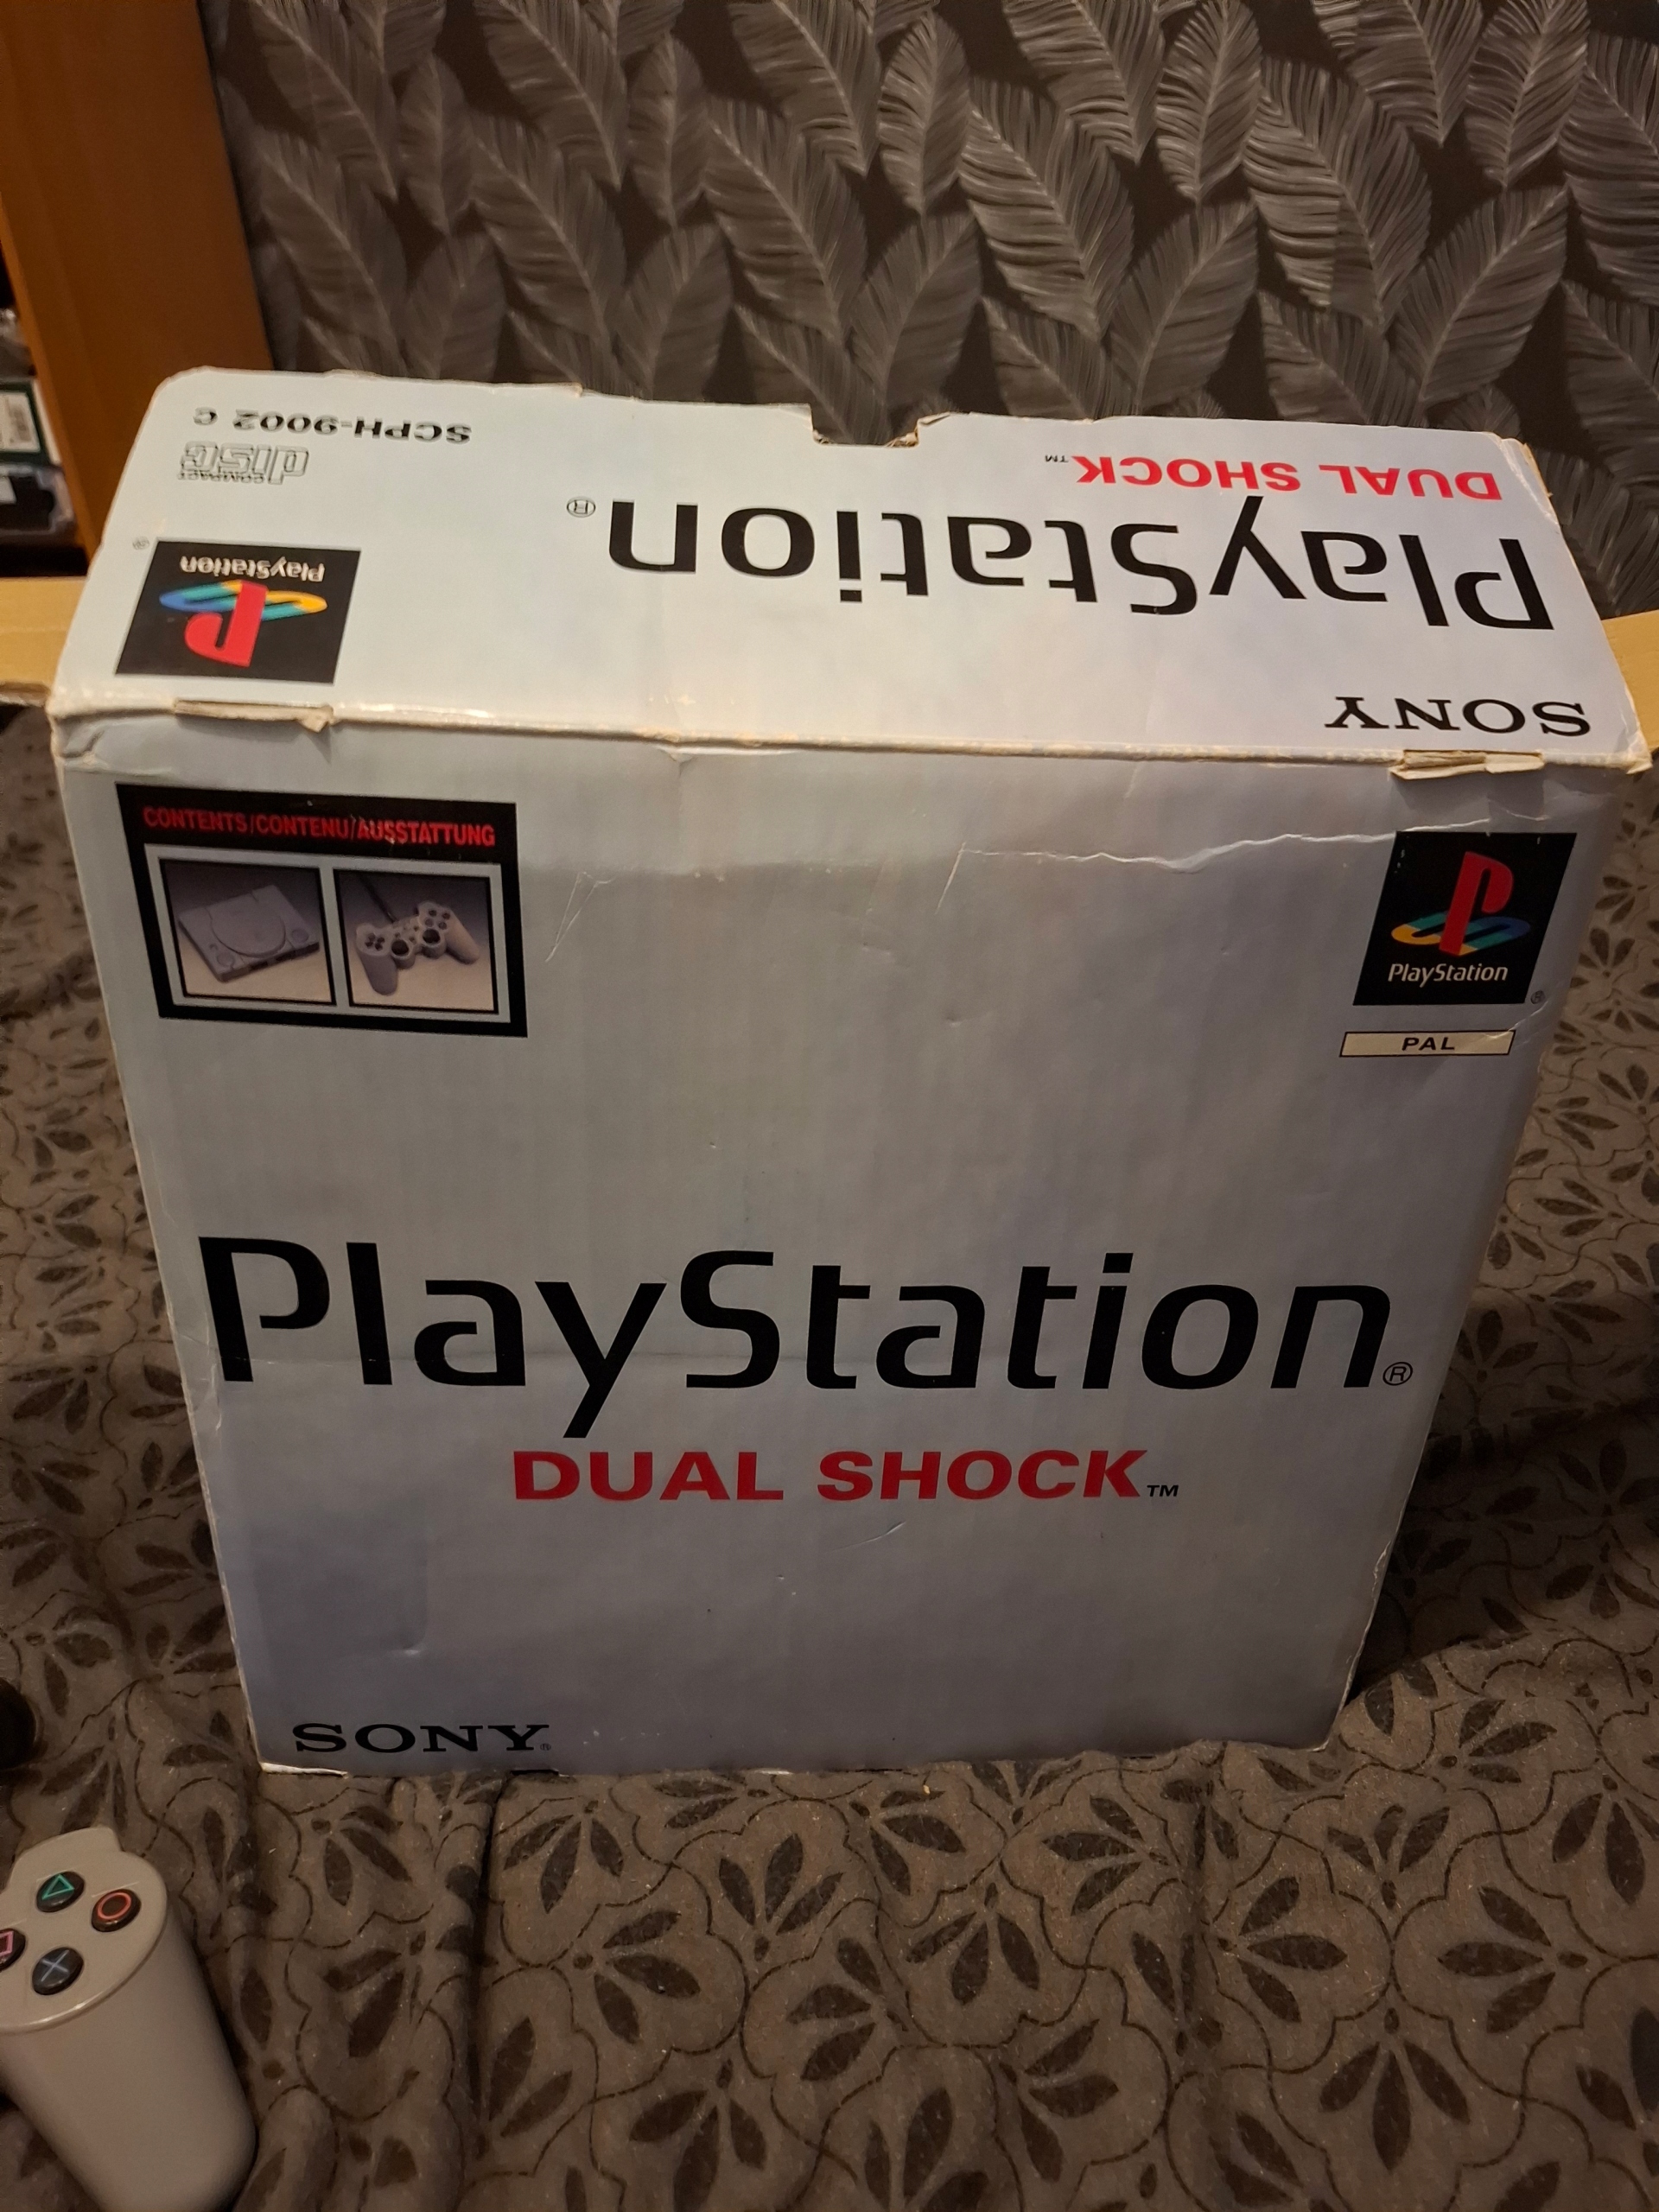 SCPH-9002 C
COMPACT
disc
PlayStation
®
DUAL SHOCK™
PlayStation®
SONY
CONTENTS/CONTENU/AUSSTATTUNG
PlayStation
®
PAL
PlayStation®
DUAL SHOCK™
SONY®